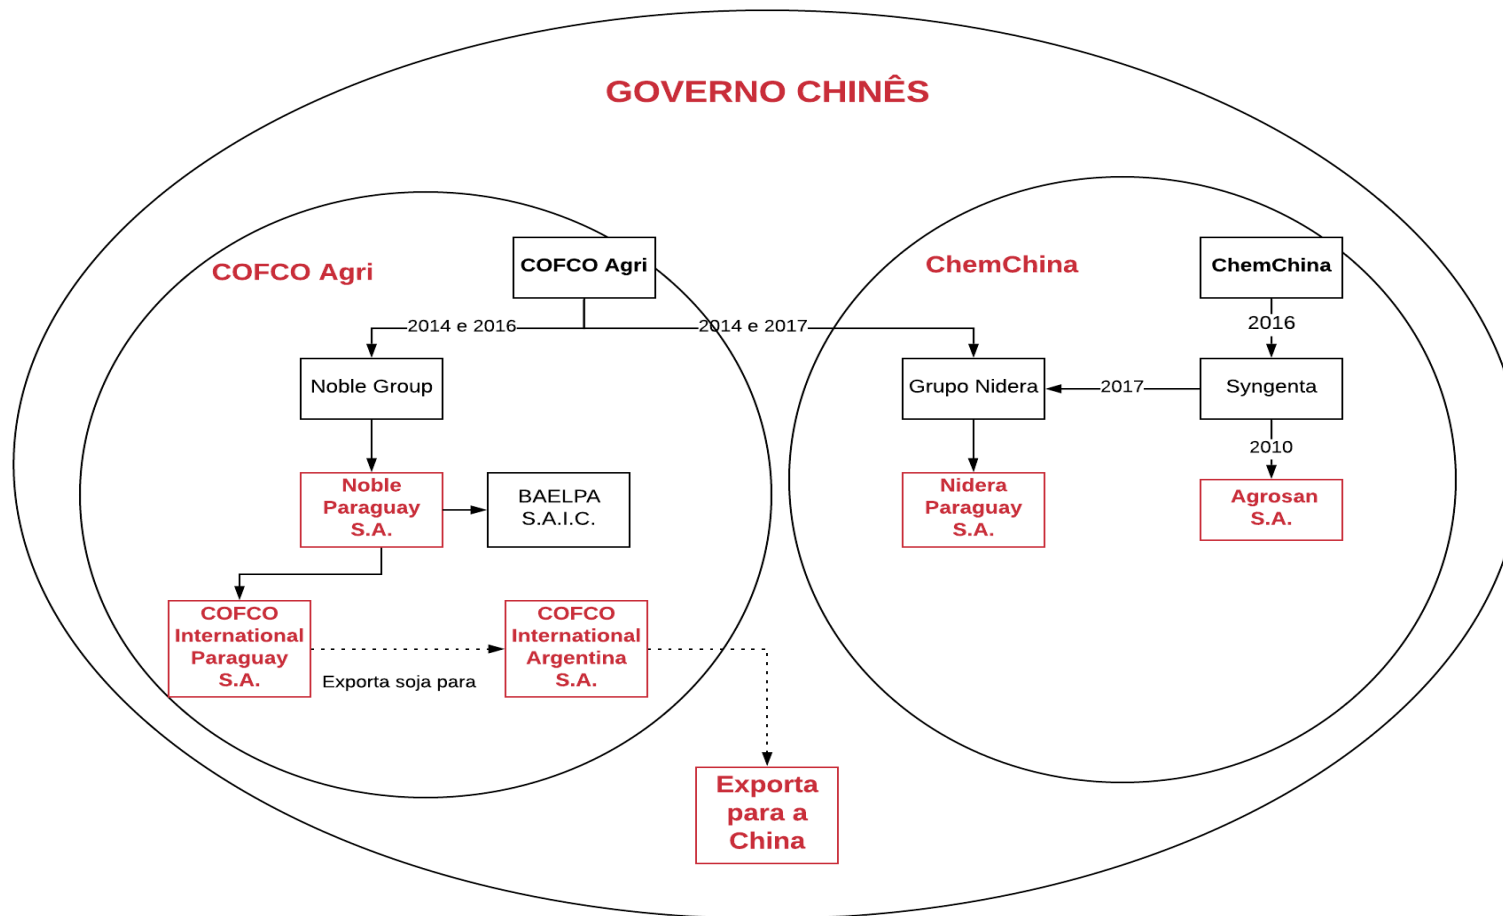 GOVERNO CHINÊS
COFCO Agri
COFCO Agri
ChemChina
ChemChina
2014 e 2016
2014 e 2017
2016
Noble Group
Grupo Nidera
2017
Syngenta
2010
Noble
Paraguay
S.A.
BAELPA
S.A.I.C.
Nidera
Paraguay
S.A.
Agrosan
S.A.
COFCO
International
Paraguay
S.A.
Exporta soja para
COFCO
International
Argentina
S.A.
Exporta
para a
China